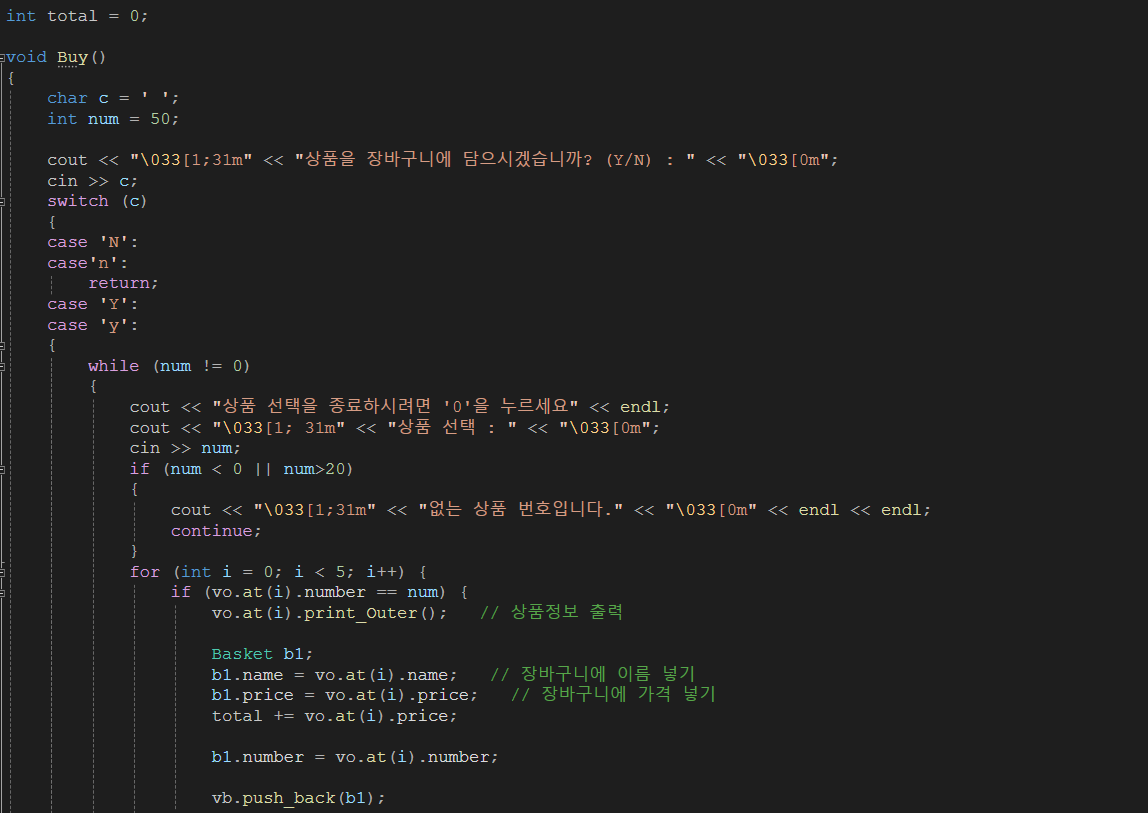 int total = 0;
void Buy()
{
char c = ' ';
int num = 50;
cout << "\033[1;31m" << "상품을 장바구니에 담으시겠습니까? (Y/N) : " << "\033[0m";
cin >> c;
switch (c)
{
case 'N':
case'n':
return;
case 'Y':
case 'y':
{
while (num != 0)
{
cout << "상품 선택을 종료하시려면 '0'을 누르세요" << endl;
cout << "\033[1; 31m" << "상품 선택 : " << "\033[0m";
cin >> num;
if (num < 0 || num>20)
{
cout << "\033[1;31m" << "없는 상품 번호입니다." << "\033[0m" << endl << endl;
continue;
}
for (int i = 0; i < 5; i++) {
if (vo.at(i).number == num) {
vo.at(i).print_Outer(); // 상품정보 출력
Basket b1;
b1.name = vo.at(i).name; // 장바구니에 이름 넣기
b1.price = vo.at(i).price; // 장바구니에 가격 넣기
total += vo.at(i).price;
b1.number = vo.at(i).number;
vb.push_back(b1);